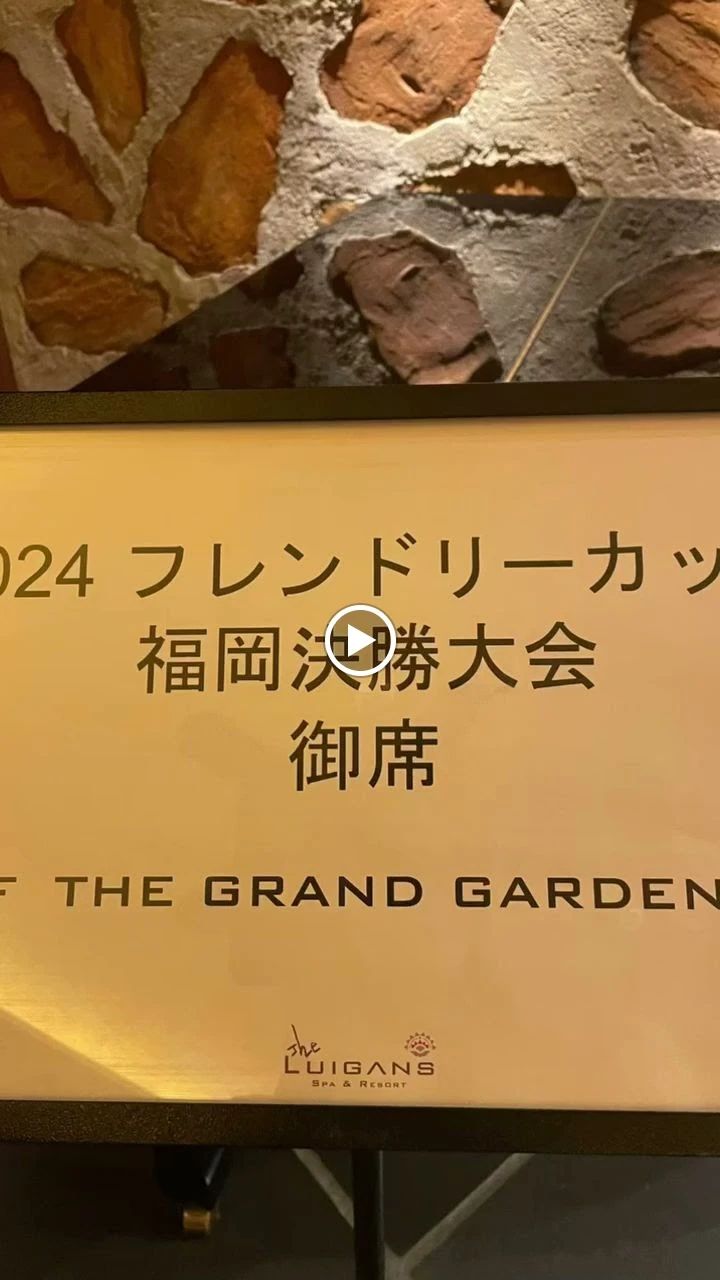 024 フレンドリーカッ
福岡決勝大会
御席
F THE GRAND GARDEN
The
LUIGANS
SPA & RESORT